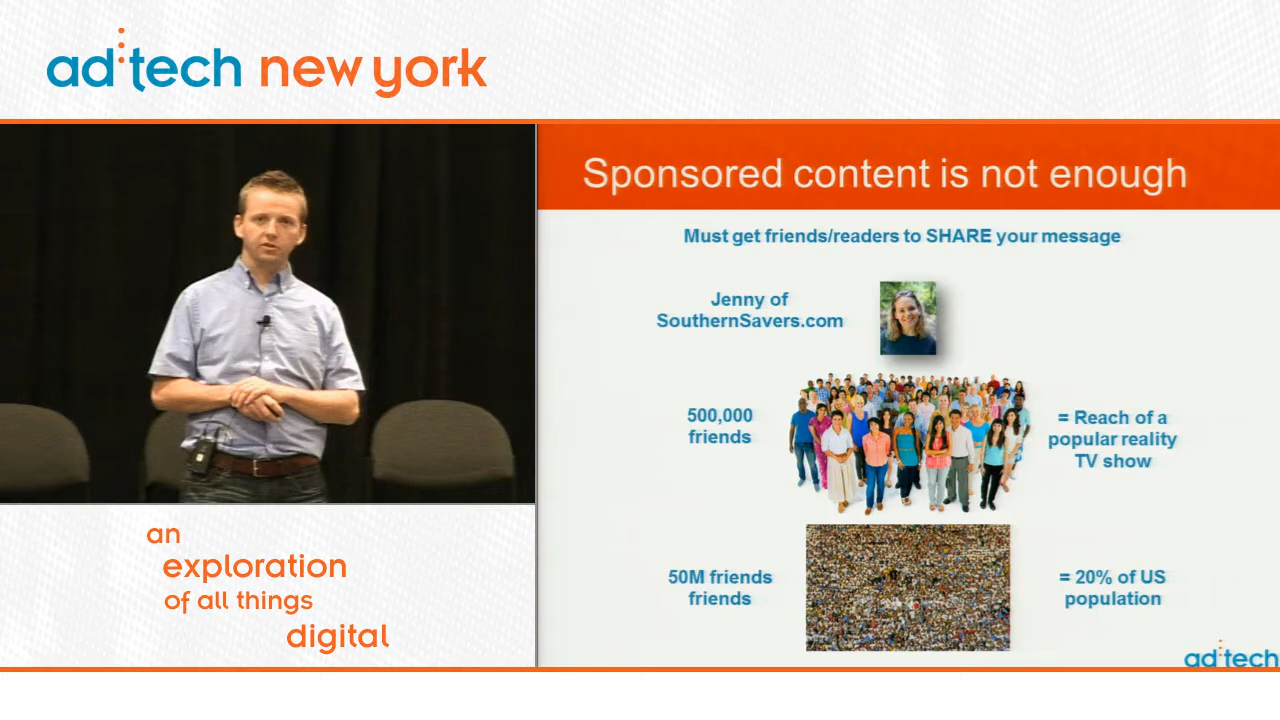 ad:tech new york
Sponsored content is not enough
Must get friends/readers to SHARE your message
Jenny of
SouthernSavers.com
500,000
friends
= Reach of a
popular reality
TV show
50M friends
friends
= 20% of US
population
an
exploration
of all things
digital
ad:tech